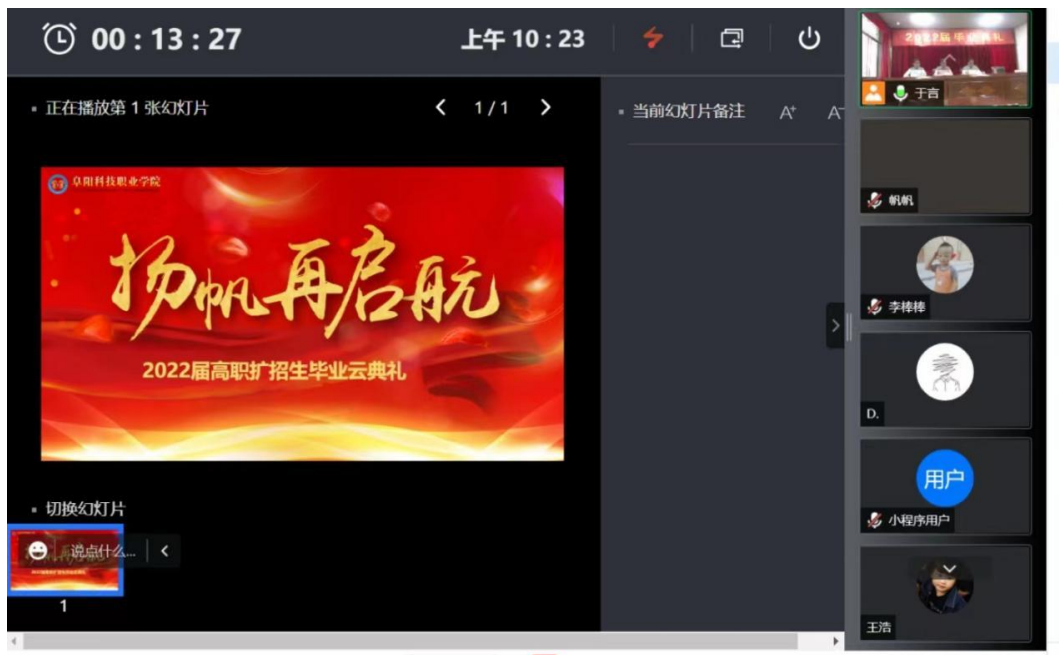 00 : 13 : 27
上午 10 : 23
正在播放第 1 张幻灯片
1 / 1
当前幻灯片备注
A+
A-
阜阳科技职业学院
扬帆再启航
2022届高职扩招生毕业云典礼
切换幻灯片
说点什么...
1
2022届毕业典礼
于言
帆帆
李棒棒
D.
用户
小程序用户
王浩